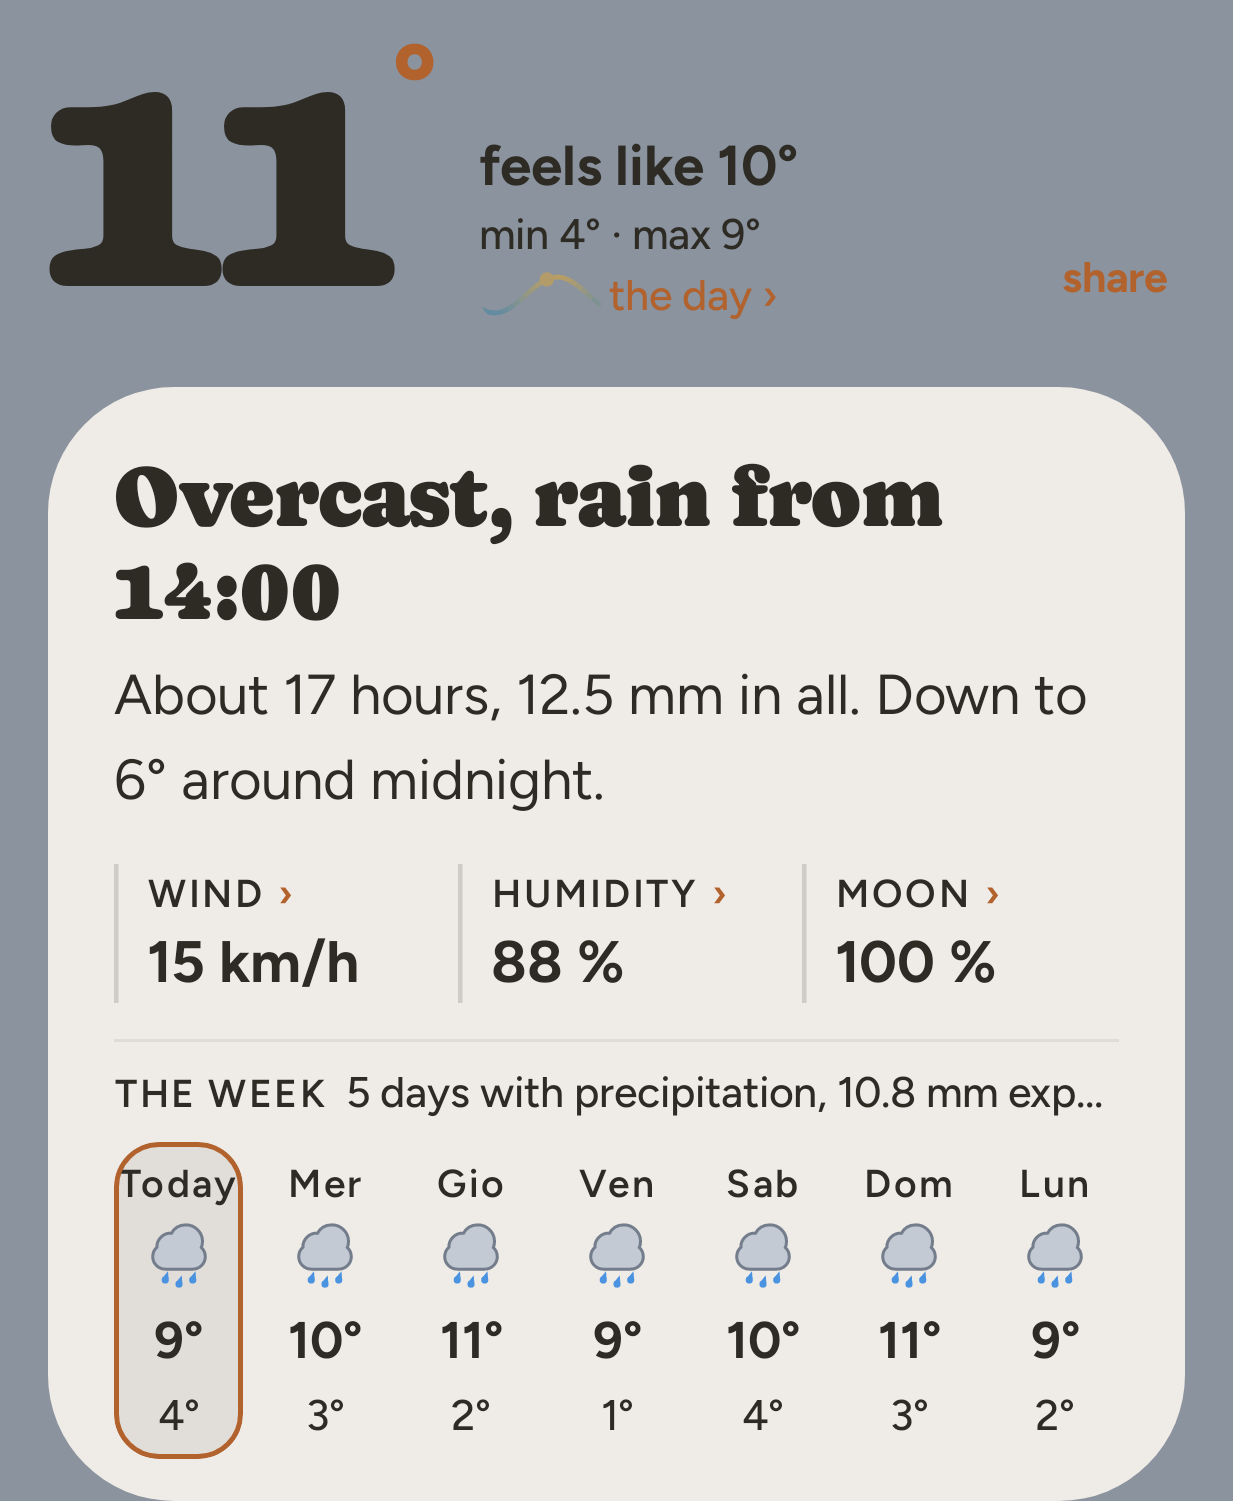 11°
feels like 10°
min 4° · max 9°
the day ›
share
Overcast, rain from
14:00
About 17 hours, 12.5 mm in all. Down to
6° around midnight.
WIND › HUMIDITY › MOON ›
15 km/h 88 % 100 %
THE WEEK 5 days with precipitation, 10.8 mm exp...
Today Mer Gio Ven Sab Dom Lun
9° 10° 11° 9° 10° 11° 9°
4° 3° 2° 1° 4° 3° 2°